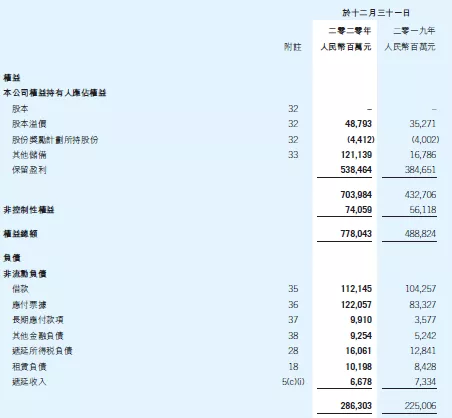 於十二月三十一日
二零二零年 二零一九年
附註 人民幣百萬元 人民幣百萬元
權益
本公司權益持有人應佔權益
股本 32 – –
股本溢價 32 48,793 35,271
股份獎勵計劃所持股份 32 (4,412) (4,002)
其他儲備 33 121,139 16,786
保留盈利 538,464 384,651
703,984 432,706
非控制性權益 74,059 56,118
權益總額 778,043 488,824
負債
非流動負債
借款 35 112,145 104,257
應付票據 36 122,057 83,327
長期應付款項 37 9,910 3,577
其他金融負債 38 9,254 5,242
遞延所得稅負債 28 16,061 12,841
租賃負債 18 10,198 8,428
遞延收入 5(c)(i) 6,678 7,334
286,303 225,006